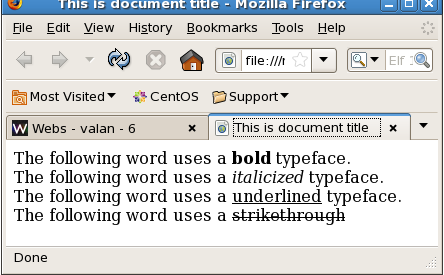 This is document title - Mozilla Firefox
File Edit View History Bookmarks Tools Help
file:///r
Most Visited CentOS Support
Webs - valan - 6 This is document title
The following word uses a bold typeface.
The following word uses a italicized typeface.
The following word uses a underlined typeface.
The following word uses a strikethrough
Done